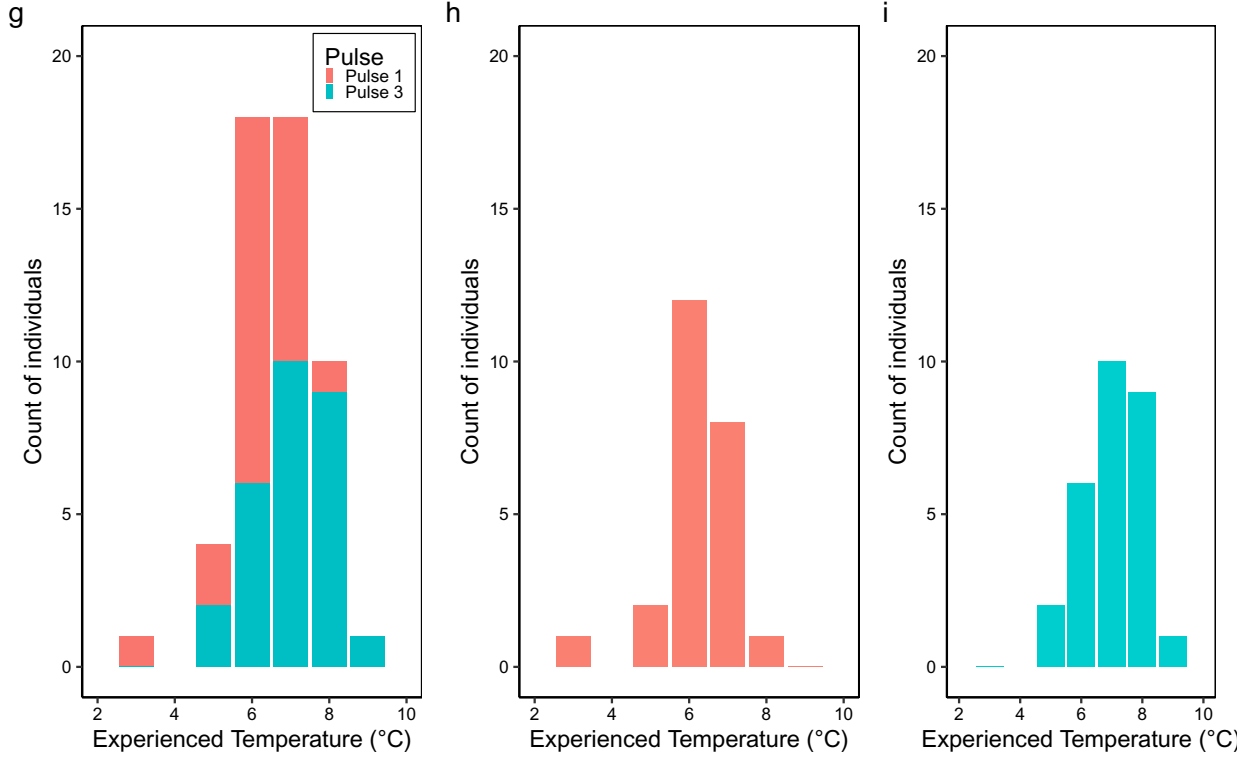 g
20
15
10
5
0
Count of individuals
Pulse
Pulse 1
Pulse 3
2 4 6 8 10
Experienced Temperature (°C)
h
20
15
10
5
0
Count of individuals
2 4 6 8 10
Experienced Temperature (°C)
i
20
15
10
5
0
Count of individuals
2 4 6 8 10
Experienced Temperature (°C)